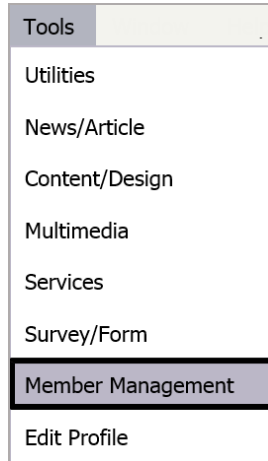 Tools
Utilities
News/Article
Content/Design
Multimedia
Services
Survey/Form
Member Management
Edit Profile